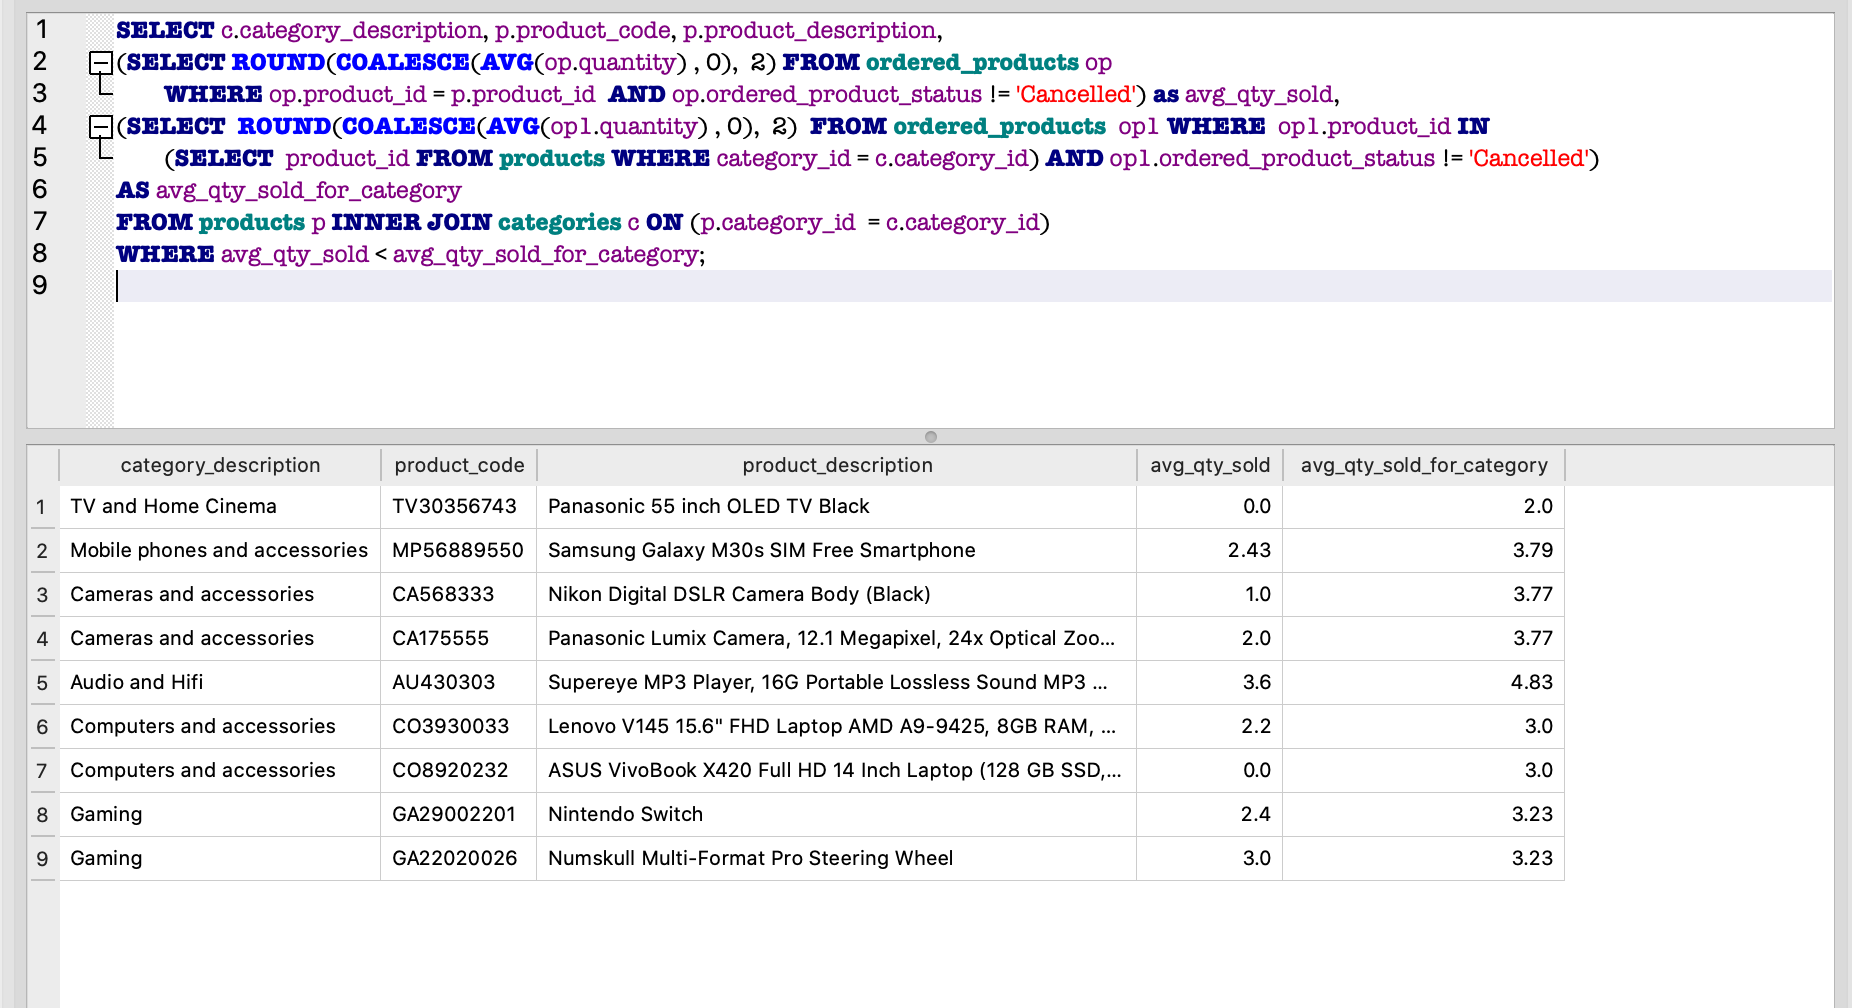 1 SELECT c.category_description, p.product_code, p.product_description,
2 (SELECT ROUND(COALESCE(AVG(op.quantity) , 0),  2) FROM ordered_products op
3 WHERE op.product_id = p.product_id  AND op.ordered_product_status != 'Cancelled') as avg_qty_sold,
4 (SELECT  ROUND(COALESCE(AVG(op1.quantity) , 0),  2)  FROM ordered_products  op1 WHERE  op1.product_id IN
5 (SELECT  product_id FROM products WHERE category_id = c.category_id) AND op1.ordered_product_status != 'Cancelled')
6 AS avg_qty_sold_for_category
7 FROM products p INNER JOIN categories c ON (p.category_id  = c.category_id)
8 WHERE avg_qty_sold < avg_qty_sold_for_category;
9
category_description product_code product_description avg_qty_sold avg_qty_sold_for_category
1 TV and Home Cinema TV30356743 Panasonic 55 inch OLED TV Black 0.0 2.0
2 Mobile phones and accessories MP56889550 Samsung Galaxy M30s SIM Free Smartphone 2.43 3.79
3 Cameras and accessories CA568333 Nikon Digital DSLR Camera Body (Black) 1.0 3.77
4 Cameras and accessories CA175555 Panasonic Lumix Camera, 12.1 Megapixel, 24x Optical Zoo... 2.0 3.77
5 Audio and Hifi AU430303 Supereye MP3 Player, 16G Portable Lossless Sound MP3 ... 3.6 4.83
6 Computers and accessories CO3930033 Lenovo V145 15.6" FHD Laptop AMD A9-9425, 8GB RAM, ... 2.2 3.0
7 Computers and accessories CO8920232 ASUS VivoBook X420 Full HD 14 Inch Laptop (128 GB SSD,... 0.0 3.0
8 Gaming GA29002201 Nintendo Switch 2.4 3.23
9 Gaming GA22020026 Numskull Multi-Format Pro Steering Wheel 3.0 3.23